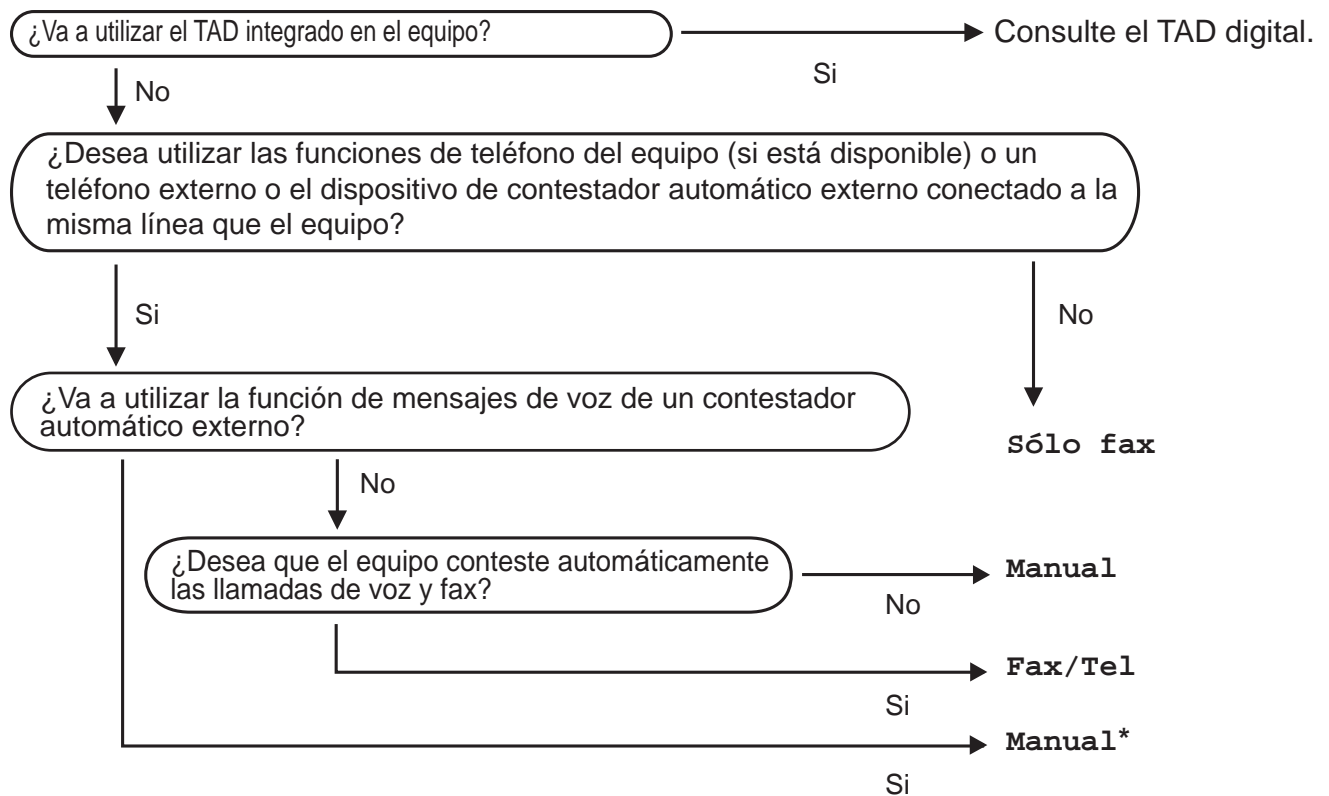 ¿Va a utilizar el TAD integrado en el equipo?
Consulte el TAD digital.
Si
No
¿Desea utilizar las funciones de teléfono del equipo (si está disponible) o un
teléfono externo o el dispositivo de contestador automático externo conectado a la
misma línea que el equipo?
Si
No
¿Va a utilizar la función de mensajes de voz de un contestador
automático externo?
Sólo fax
No
¿Desea que el equipo conteste automáticamente
las llamadas de voz y fax?
Manual
No
Fax/Tel
Si
Manual*
Si